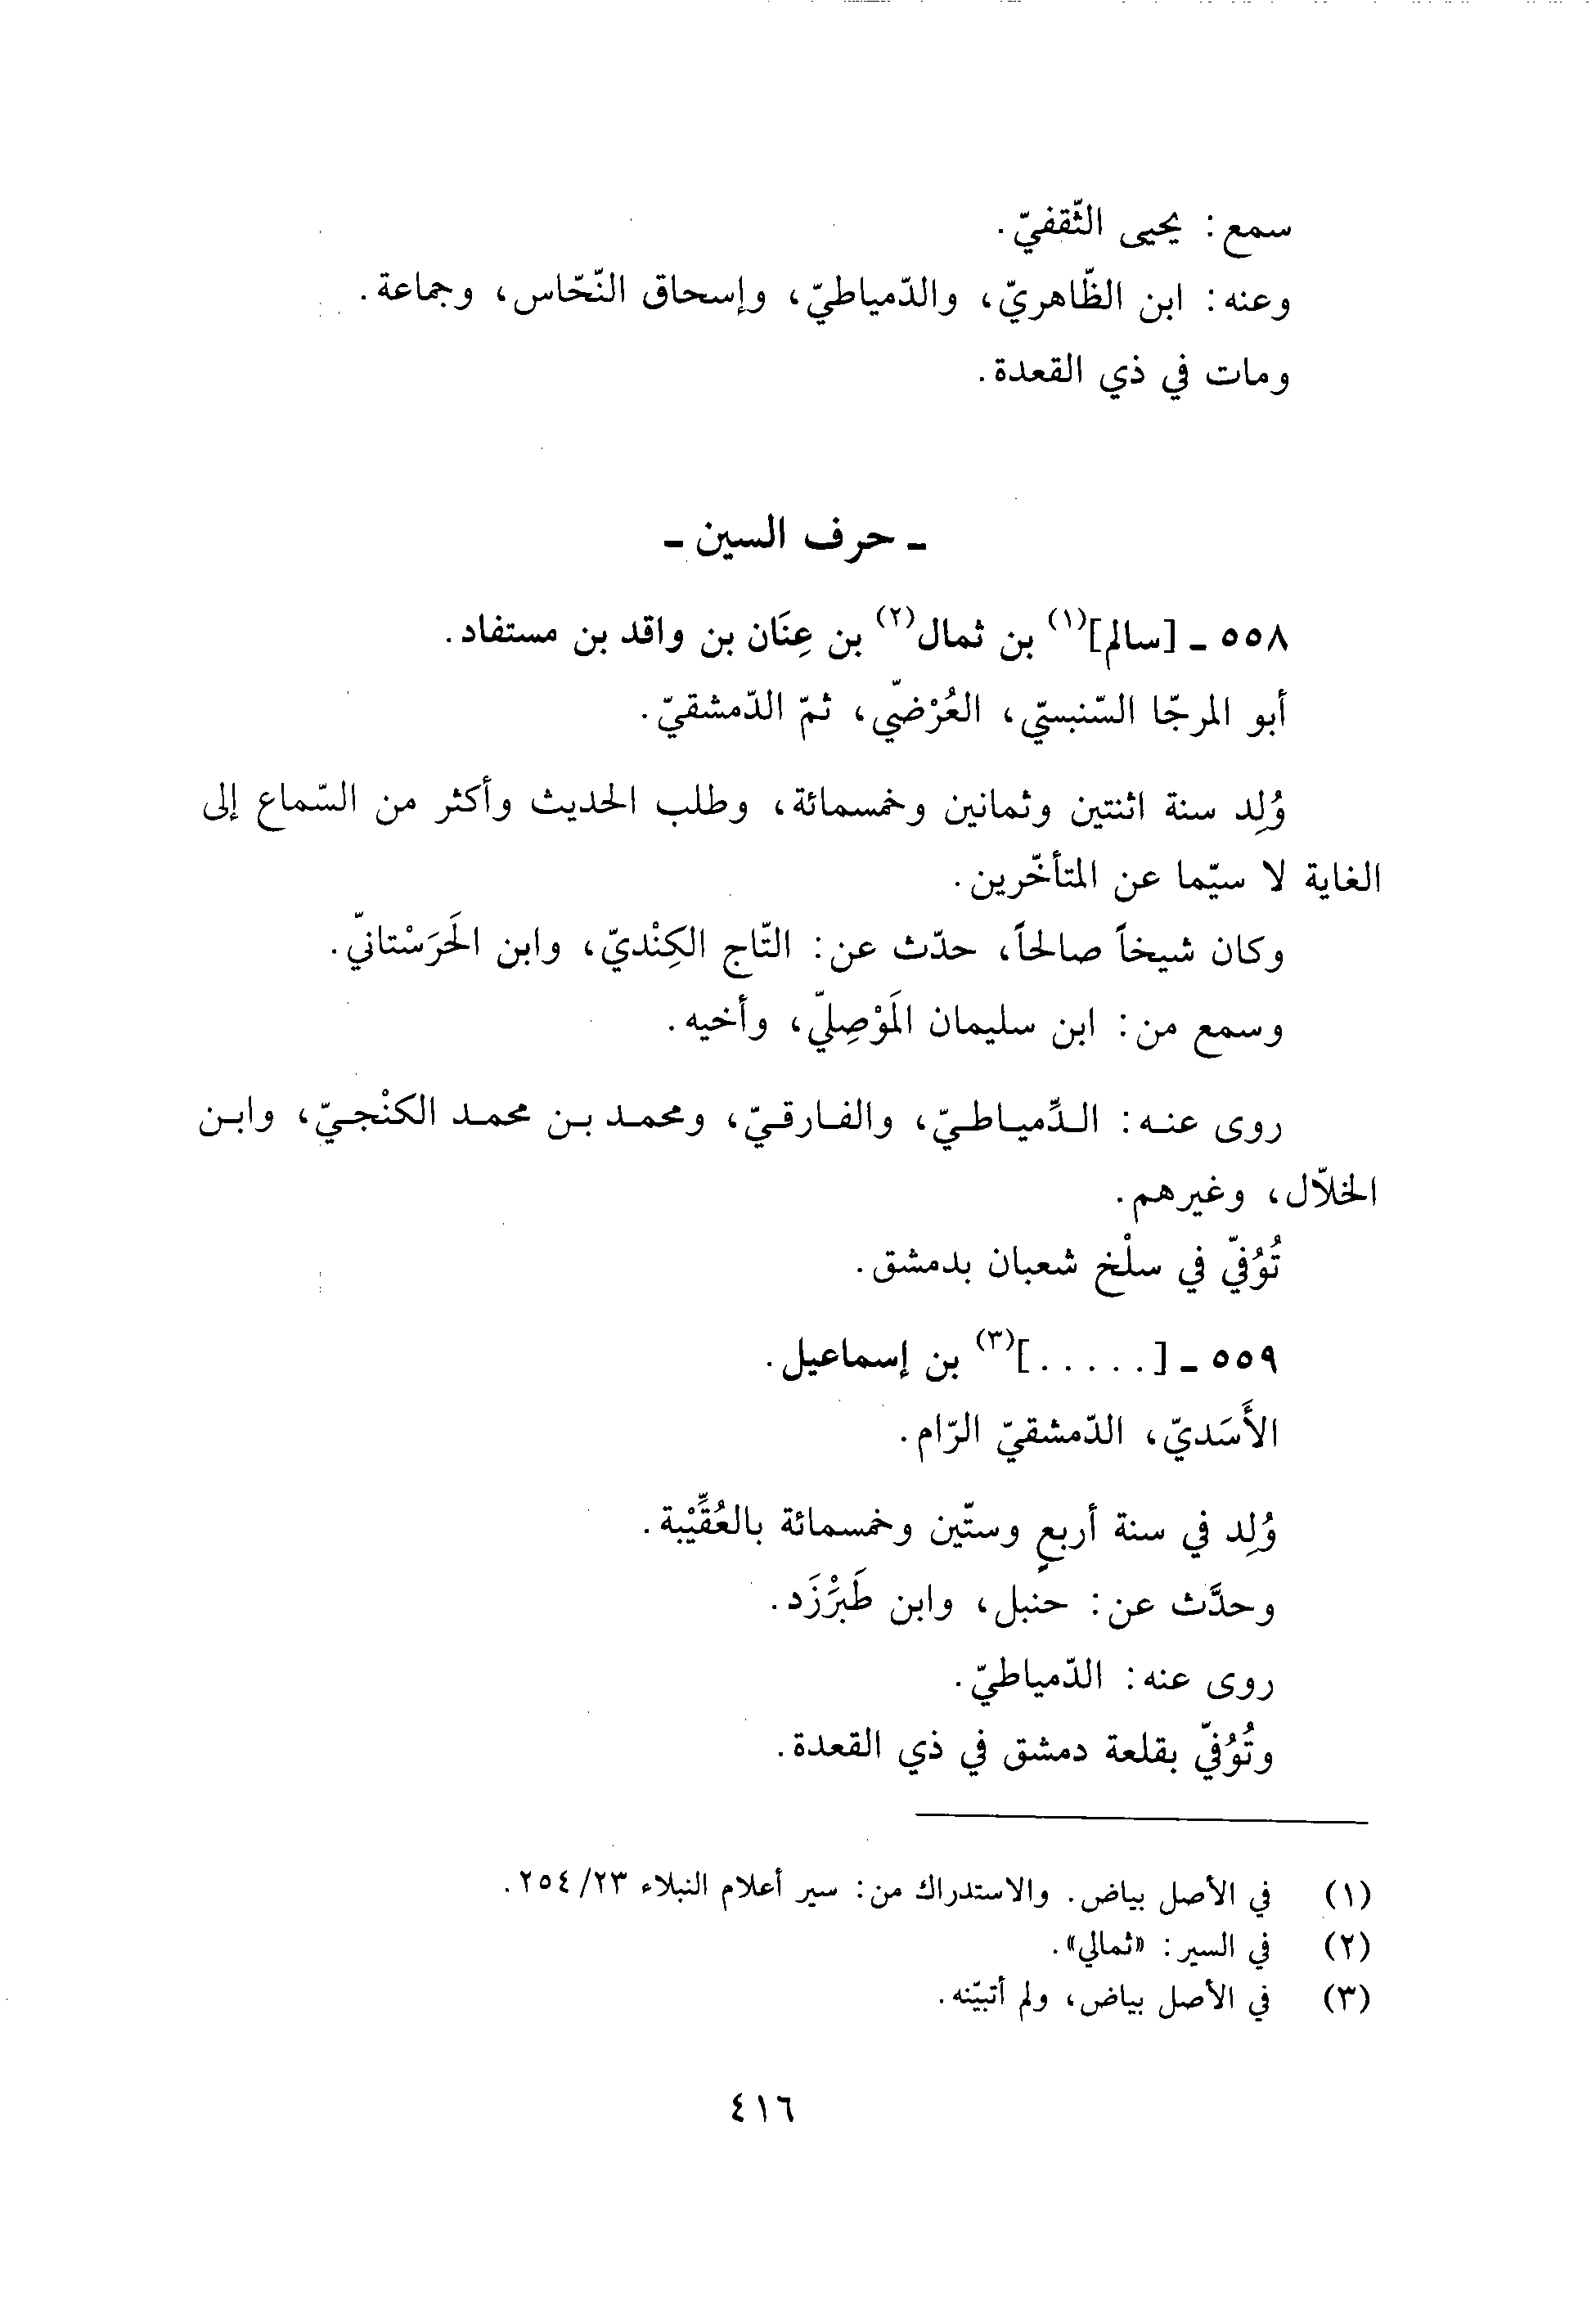 سمع: يحيى الثّقفيّ.
وعنه: ابن الظّاهريّ، والدّمياطيّ، وإسحاق النّحّاس، وجماعة.
ومات في ذي القعدة.
ـ حرف السين ـ
٥٥٨ ـ [سالم](١) بن ثمال(٢) بن عِنَان بن واقد بن مستفاد.
أبو المرجّا السّنبسيّ، العُرْضيّ، ثمّ الدّمشقيّ.
وُلِد سنة اثنتين وثمانين وخمسمائة، وطلب الحديث وأكثر من السّماع إلى
الغاية لا سيّما عن المتأخّرين.
وكان شيخاً صالحاً، حدّث عن: التّاج الكِنْديّ، وابن الحَرَسْتانيّ.
وسمع من: ابن سليمان المَوْصِليّ، وأخيه.
روى عنه: الدِّمياطيّ، والفارقيّ، ومحمد بن محمد الكنْجيّ، وابن
الخلّال، وغيرهم.
تُوُفيّ في سلْخ شعبان بدمشق.
٥٥٩ ـ [. . . . .](٣) بن إسماعيل.
الأَسَديّ، الدّمشقيّ الرّام.
وُلِد في سنة أربعٍ وستّين وخمسمائة بالعُقَّيْبة.
وحدَّث عن: حنبل، وابن طَبَرْزَد.
روى عنه: الدّمياطيّ.
وتُوُفيّ بقلعة دمشق في ذي القعدة.
(١) في الأصل بياض. والاستدراك من: سير أعلام النبلاء ٢٣/ ٢٥٤.
(٢) في السير: «ثمالي».
(٣) في الأصل بياض، ولم أتبيّنه.
٤١٦